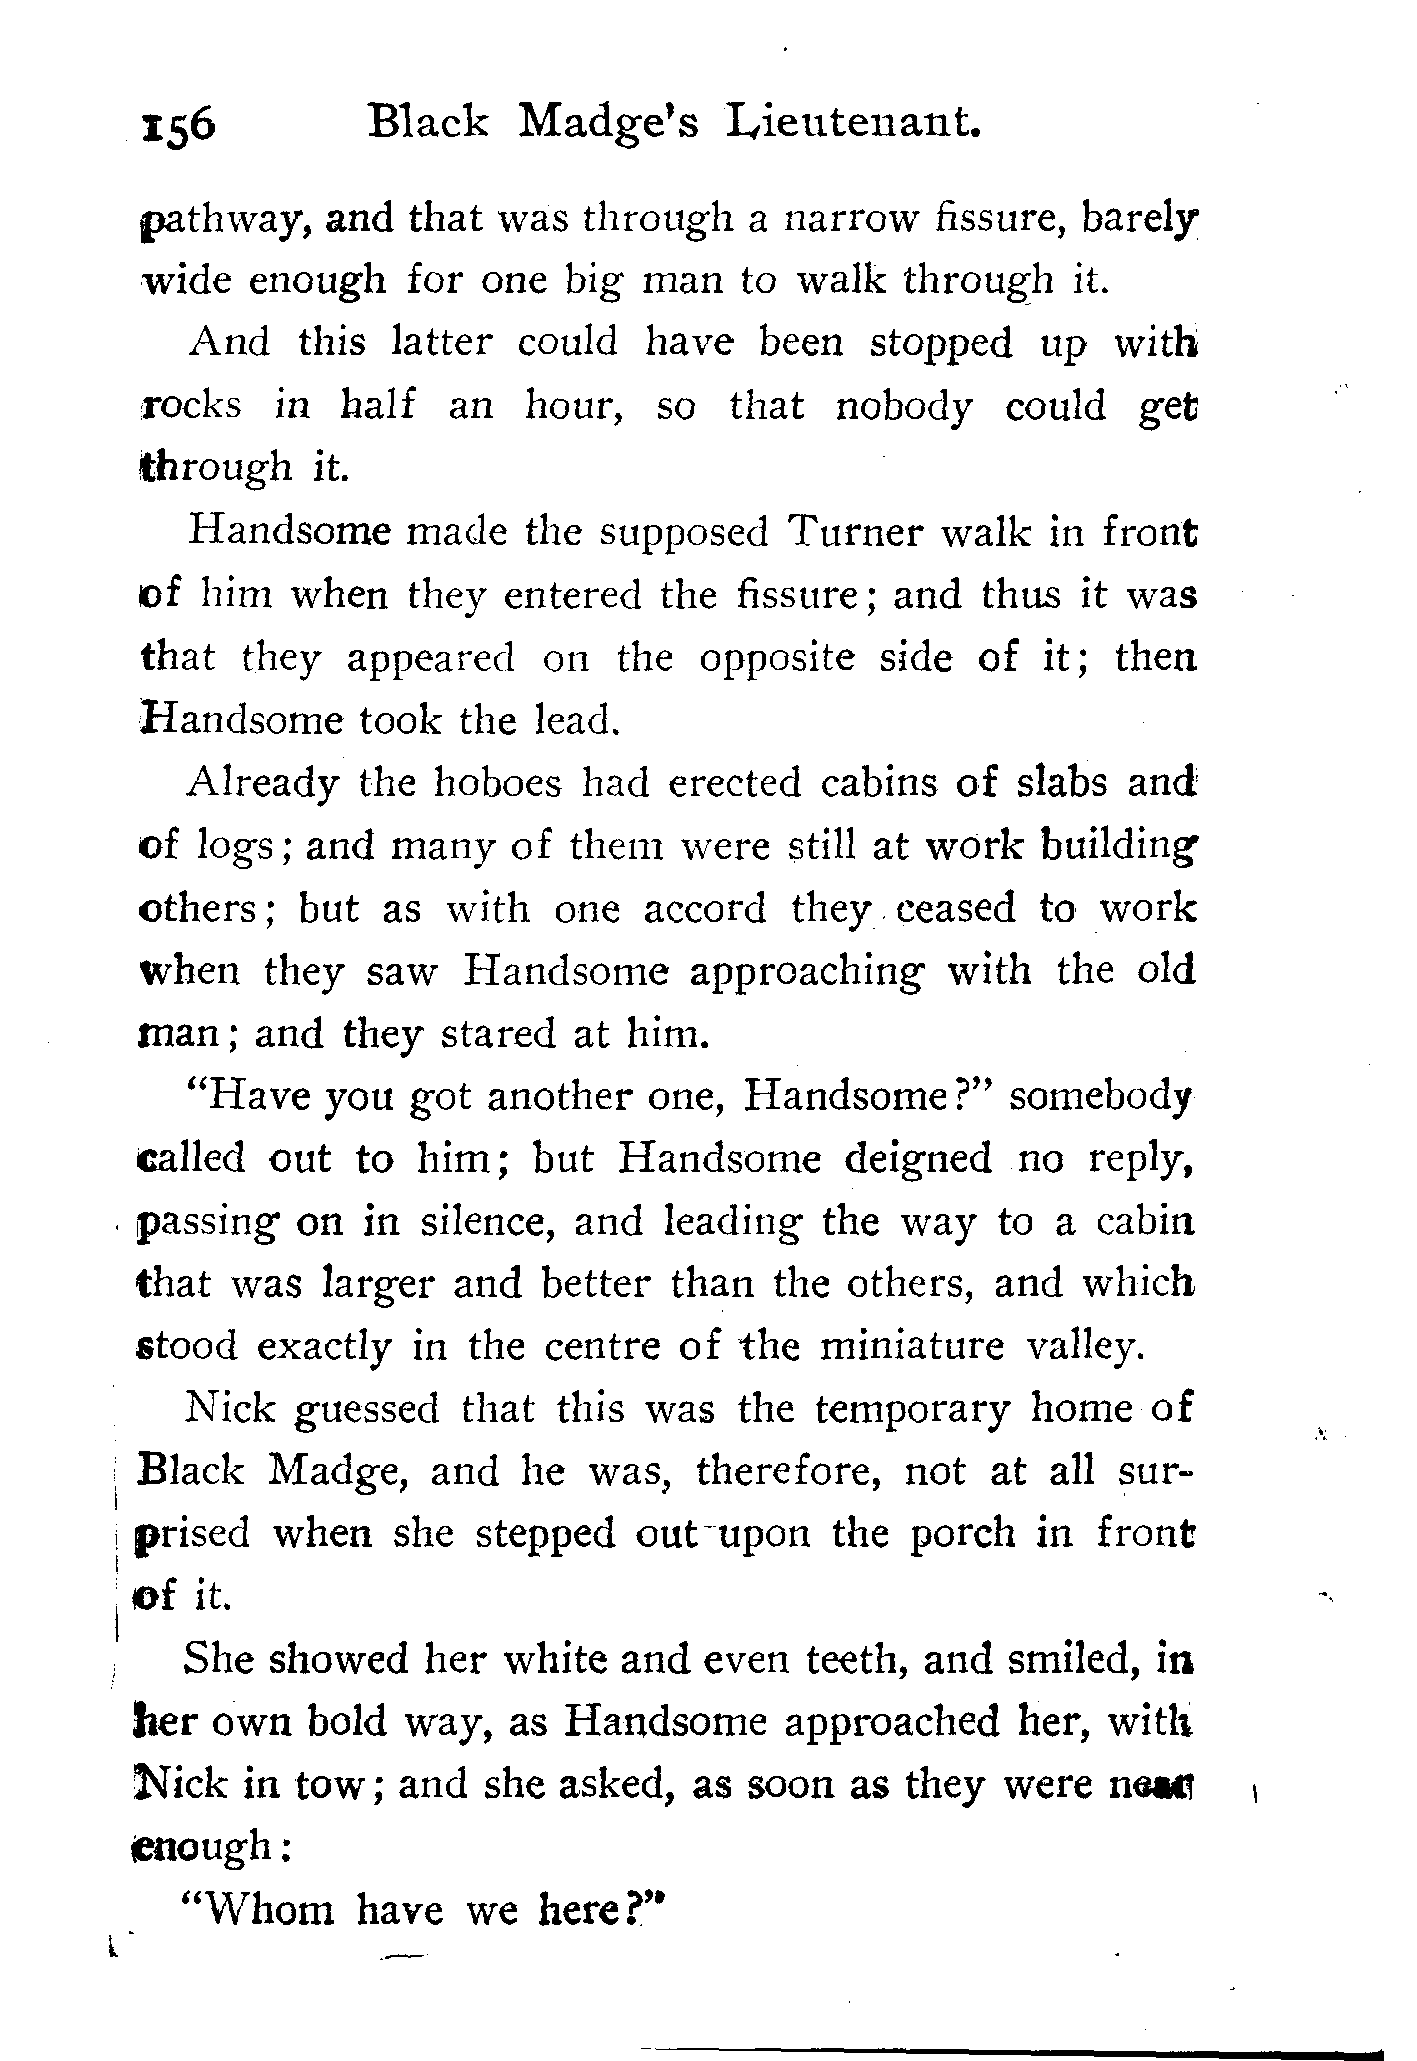 156 Black Madge's Lieutenant.
pathway, and that was through a narrow fissure, barely
wide enough for one big man to walk through it.
And this latter could have been stopped up with
rocks in half an hour, so that nobody could get
through it.
Handsome made the supposed Turner walk in front
of him when they entered the fissure; and thus it was
that they appeared on the opposite side of it; then
Handsome took the lead.
Already the hoboes had erected cabins of slabs and
of logs; and many of them were still at work building
others; but as with one accord they ceased to work
when they saw Handsome approaching with the old
man; and they stared at him.
"Have you got another one, Handsome?" somebody
called out to him; but Handsome deigned no reply,
passing on in silence, and leading the way to a cabin
that was larger and better than the others, and which
stood exactly in the centre of the miniature valley.
Nick guessed that this was the temporary home of
Black Madge, and he was, therefore, not at all sur-
prised when she stepped out upon the porch in front
of it.
She showed her white and even teeth, and smiled, in
her own bold way, as Handsome approached her, with
Nick in tow; and she asked, as soon as they were near
enough:
"Whom have we here?"